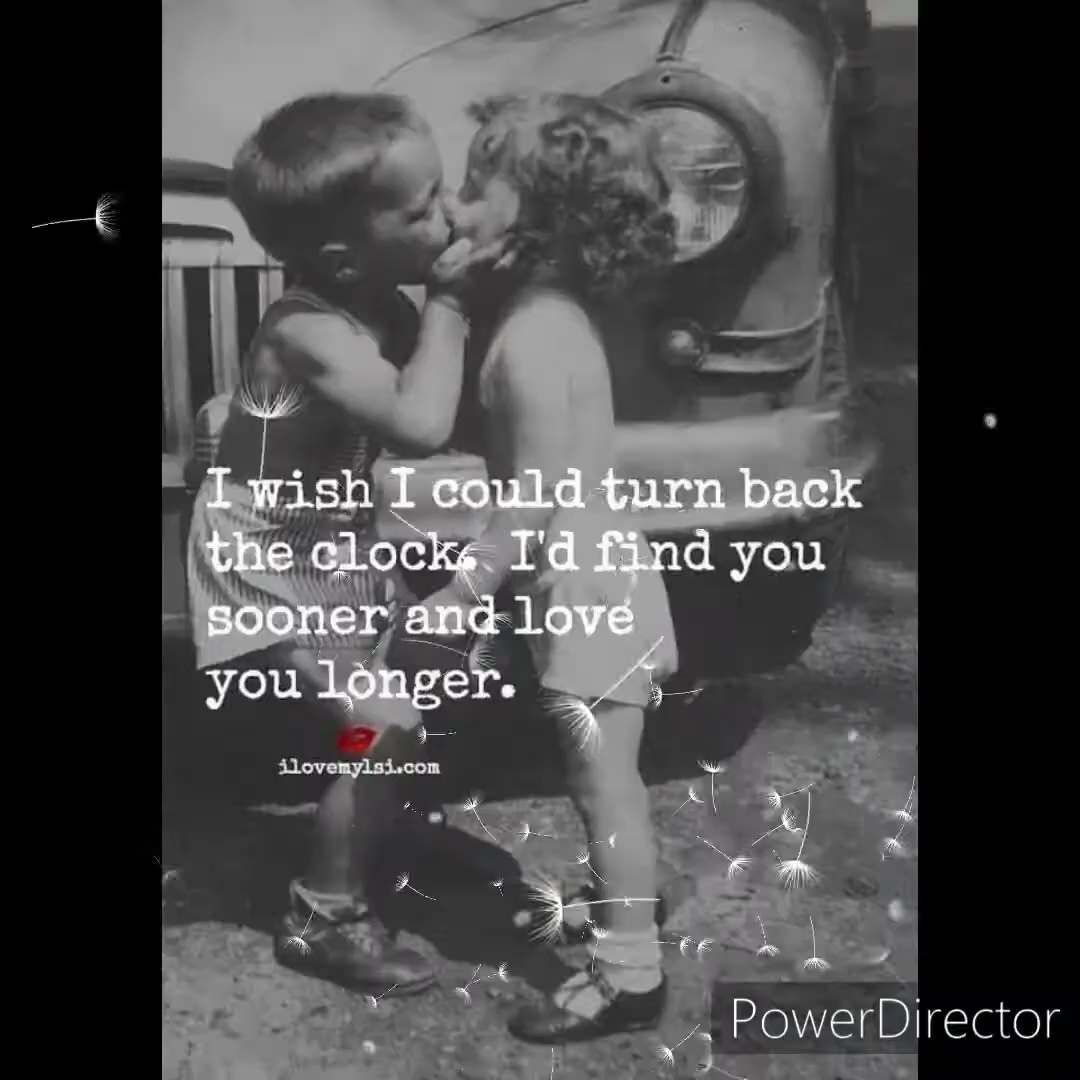 I wish I could turn back
the clock. I'd find you
sooner and love
you longer.
ilovemylsi.com
PowerDirector